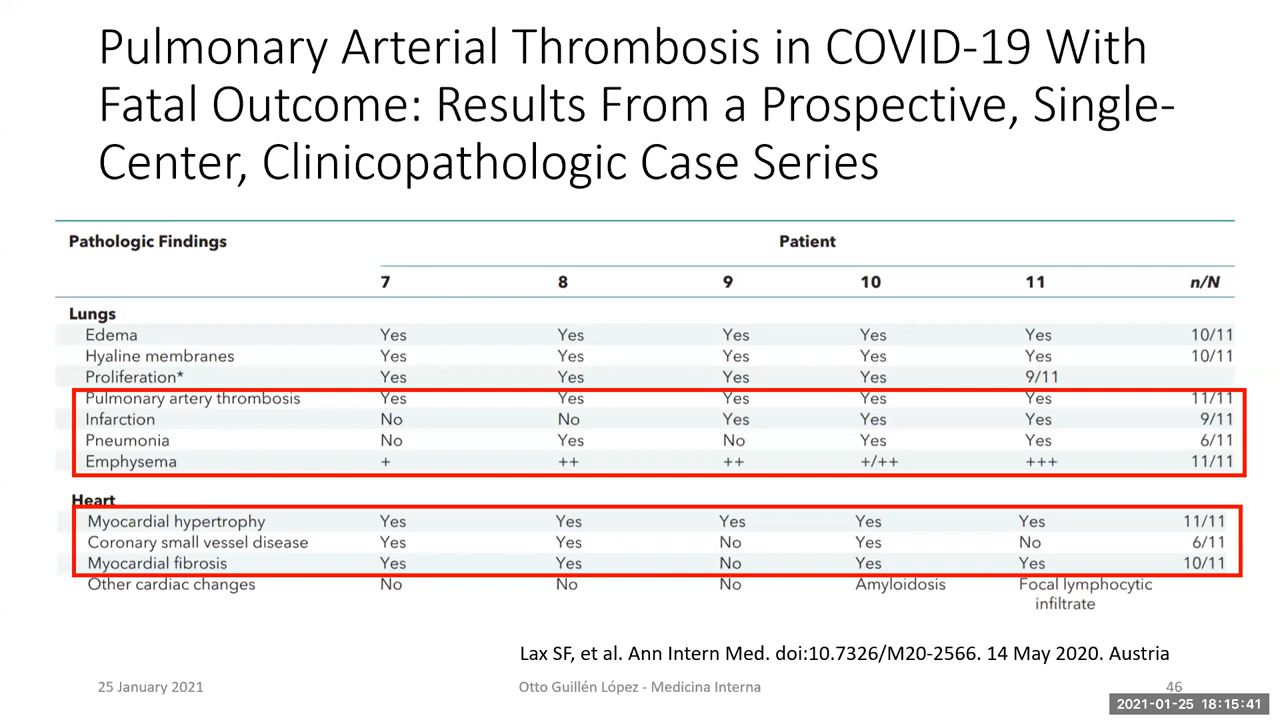 Pulmonary Arterial Thrombosis in COVID-19 With
Fatal Outcome: Results From a Prospective, Single-
Center, Clinicopathologic Case Series
Pathologic Findings Patient
7 8 9 10 11 n/N
Lungs
Edema Yes Yes Yes Yes Yes 10/11
Hyaline membranes Yes Yes Yes Yes Yes 10/11
Proliferation* Yes Yes Yes Yes 9/11
Pulmonary artery thrombosis Yes Yes Yes Yes Yes 11/11
Infarction No No Yes Yes Yes 9/11
Pneumonia No Yes No Yes Yes 6/11
Emphysema + ++ ++ +/++ +++ 11/11
Heart
Myocardial hypertrophy Yes Yes Yes Yes Yes 11/11
Coronary small vessel disease Yes Yes No Yes No 6/11
Myocardial fibrosis Yes Yes No Yes Yes 10/11
Other cardiac changes No No No Amyloidosis Focal lymphocytic
infiltrate
Lax SF, et al. Ann Intern Med. doi:10.7326/M20-2566. 14 May 2020. Austria
25 January 2021 Otto Guillén López - Medicina Interna 46
2021-01-25 18:15:41